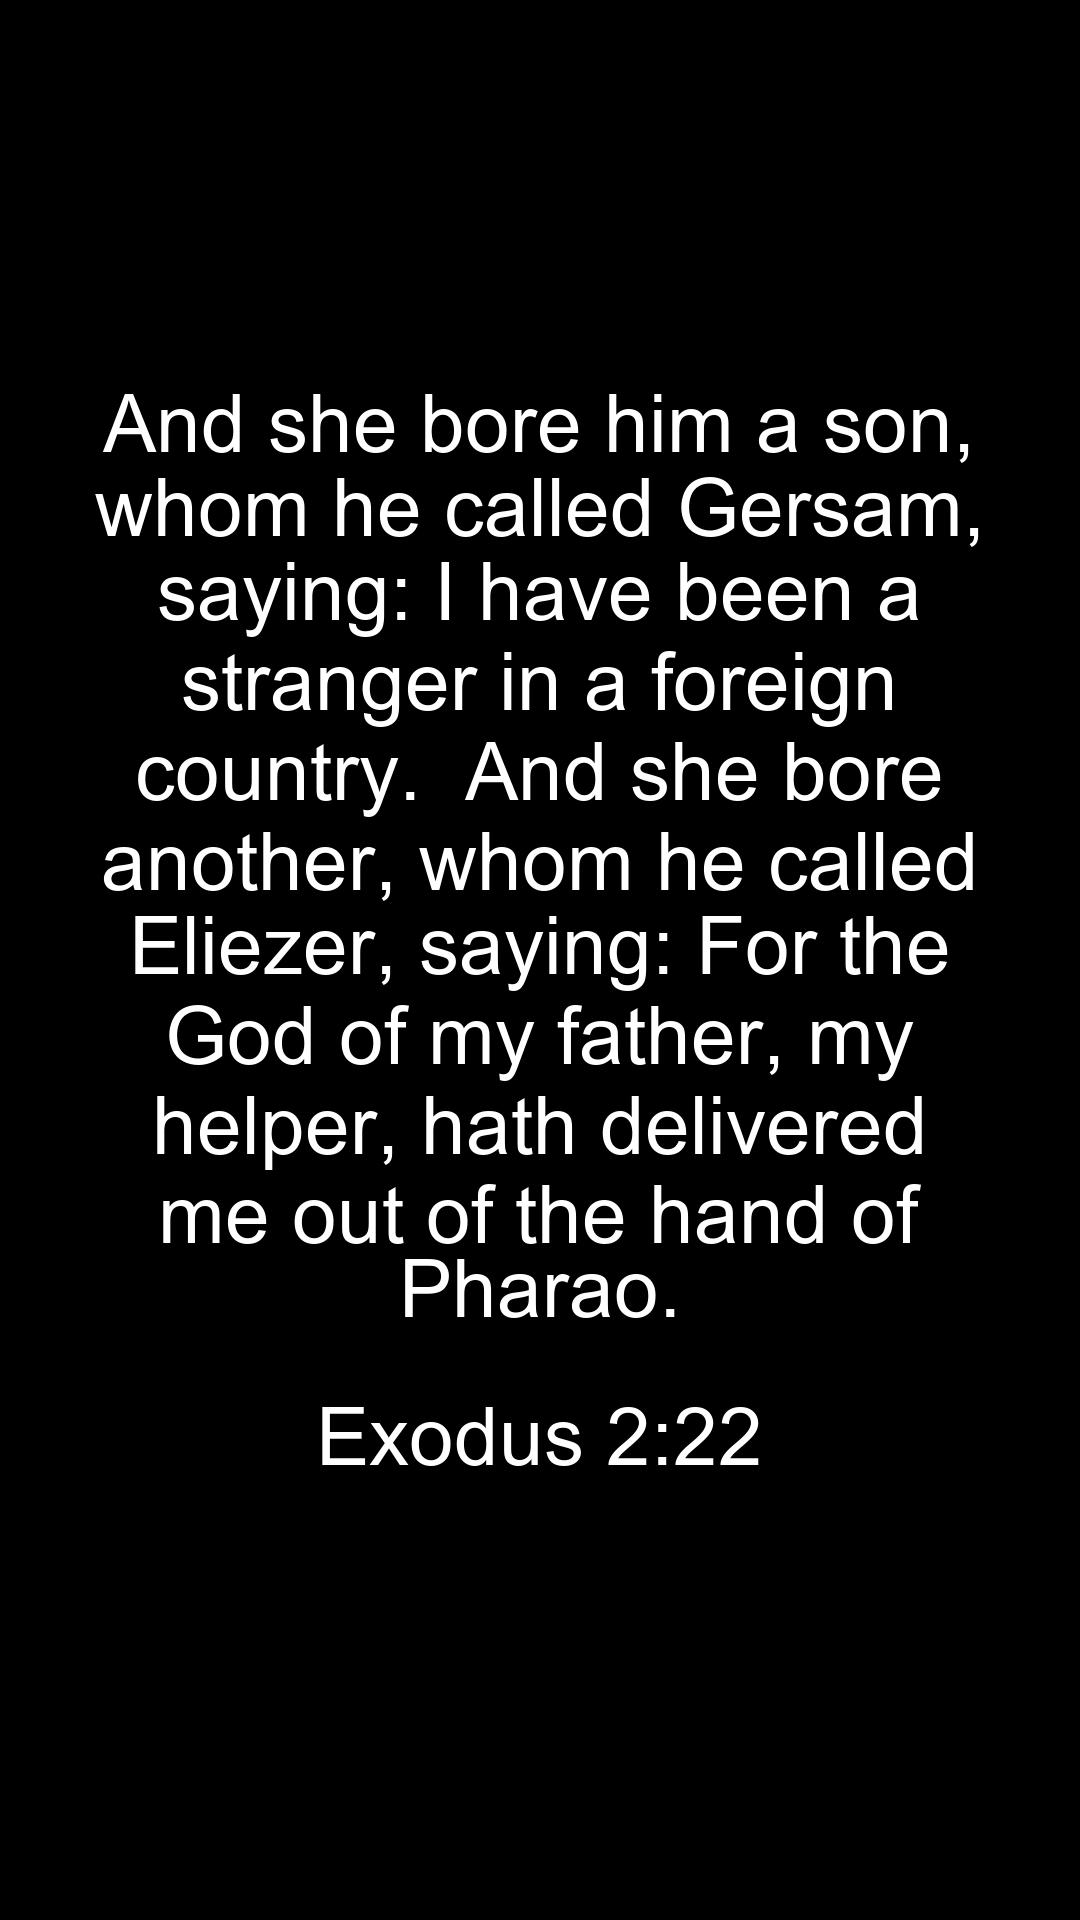 And she bore him a son,
whom he called Gersam,
saying: I have been a
stranger in a foreign
country.  And she bore
another, whom he called
Eliezer, saying: For the
God of my father, my
helper, hath delivered
me out of the hand of
Pharao.
Exodus 2:22